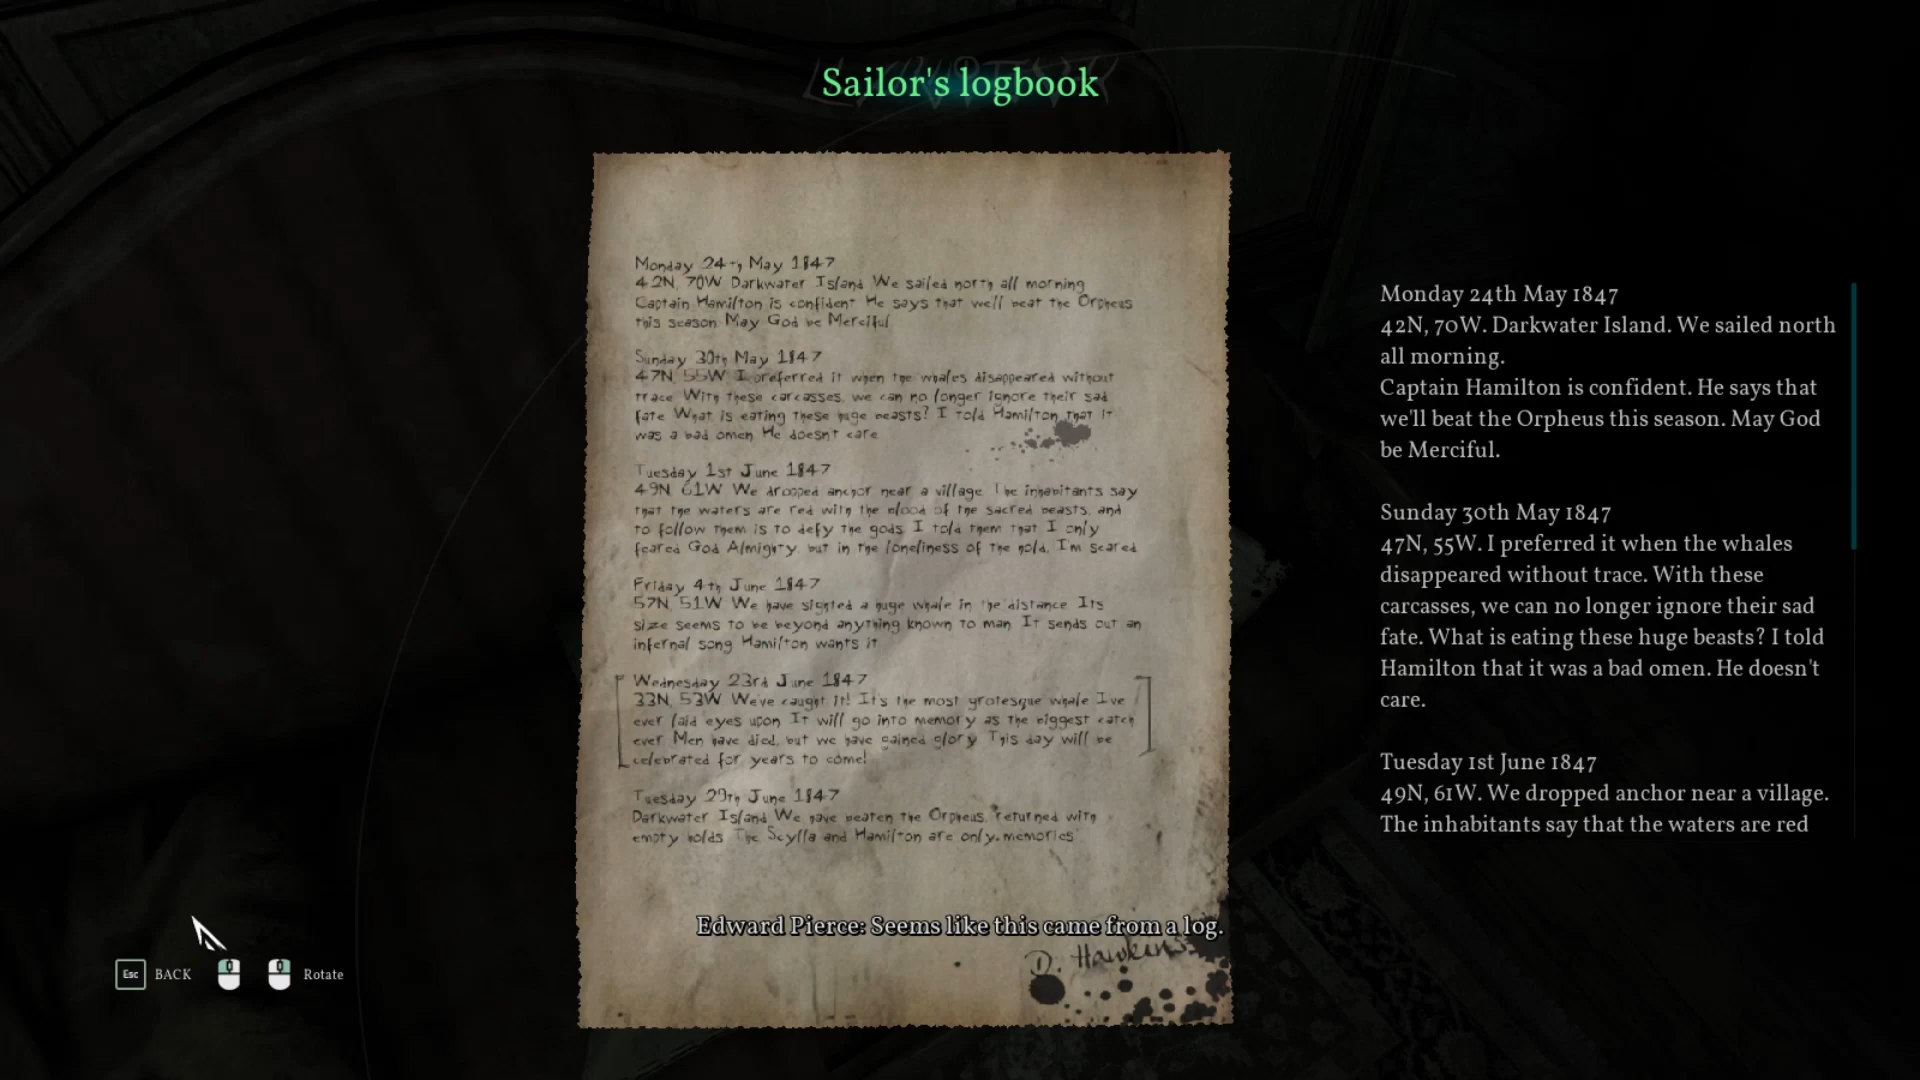 Sailor's logbook
Monday 24th May 1847
42N, 70W Darkwater Island We sailed north all morning
Captain Hamilton is confident He says that we'll beat the Orpheus
this season May God be Merciful
Sunday 30th May 1847
47N, 55W I preferred it when the whales disappeared without
trace With these carcasses, we can no longer ignore their sad
fate What is eating these huge beasts? I told Hamilton that it
was a bad omen He doesn't care
Tuesday 1st June 1847
49N 61W We dropped anchor near a village The inhabitants say
that the waters are red with the blood of the sacred beasts, and
to follow them is to defy the gods I told them that I only
feared God Almighty, but in the loneliness of the hold, I'm scared
Friday 4th June 1847
57N, 51W We have sighted a huge whale in the distance Its
size seems to be beyond anything known to man It sends out an
infernal song Hamilton wants it
Wednesday 23rd June 1847
33N, 53W We've caught it! It's the most grotesque whale I've
ever laid eyes upon It will go into memory as the biggest catch
ever Men have died, but we have gained glory This day will be
celebrated for years to come!
Tuesday 29th June 1847
Darkwater Island We have beaten the Orpheus, returned with
empty holds The Scylla and Hamilton are only memories
D. Hawkins
Edward Pierce: Seems like this came from a log.
Monday 24th May 1847
42N, 70W. Darkwater Island. We sailed north
all morning.
Captain Hamilton is confident. He says that
we'll beat the Orpheus this season. May God
be Merciful.
Sunday 30th May 1847
47N, 55W. I preferred it when the whales
disappeared without trace. With these
carcasses, we can no longer ignore their sad
fate. What is eating these huge beasts? I told
Hamilton that it was a bad omen. He doesn't
care.
Tuesday 1st June 1847
49N, 61W. We dropped anchor near a village.
The inhabitants say that the waters are red
Esc BACK Rotate